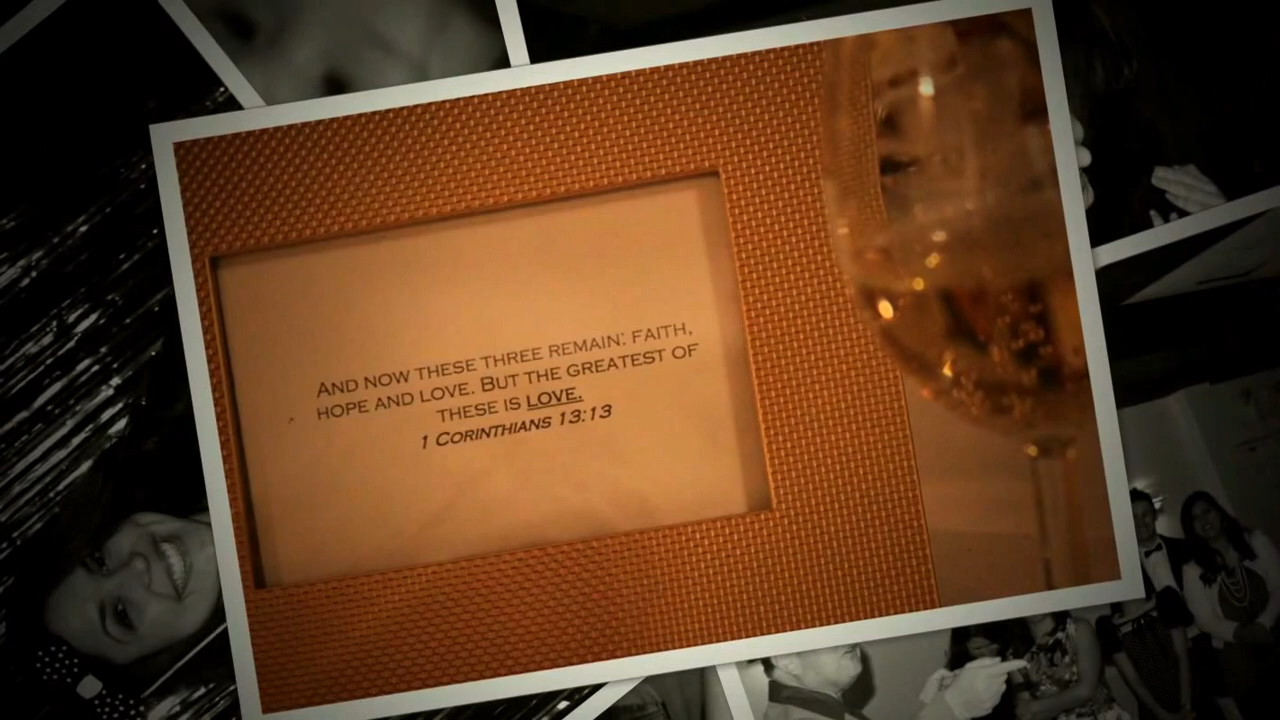 AND NOW THESE THREE REMAIN: FAITH,
HOPE AND LOVE. BUT THE GREATEST OF
THESE IS LOVE.
1 CORINTHIANS 13:13